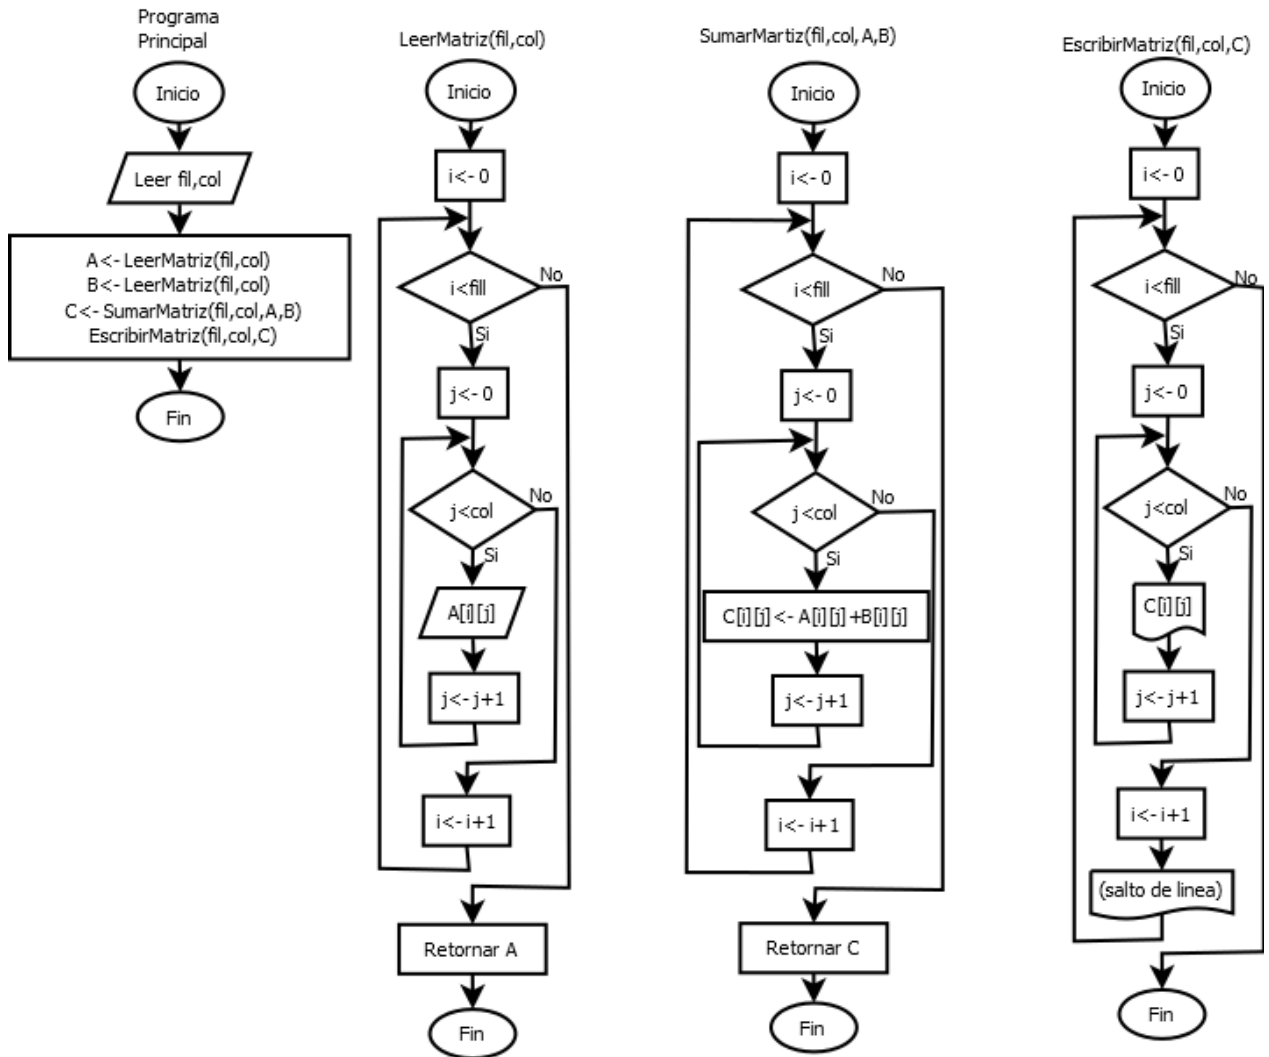 Programa
Principal
Inicio
Leer fil,col
A<- LeerMatriz(fil,col)
B<- LeerMatriz(fil,col)
C<- SumarMatriz(fil,col,A,B)
EscribirMatriz(fil,col,C)
Fin
LeerMatriz(fil,col)
Inicio
i<- 0
i<fill
No
Si
j<- 0
j<col
No
Si
A[i][j]
j<- j+1
i<- i+1
Retornar A
Fin
SumarMartiz(fil,col,A,B)
Inicio
i<- 0
i<fill
No
Si
j<- 0
j<col
No
Si
C[i][j]<- A[i][j]+B[i][j]
j<- j+1
i<- i+1
Retornar C
Fin
EscribirMatriz(fil,col,C)
Inicio
i<- 0
i<fill
No
Si
j<- 0
j<col
No
Si
C[i][j]
j<- j+1
i<- i+1
(salto de linea)
Fin